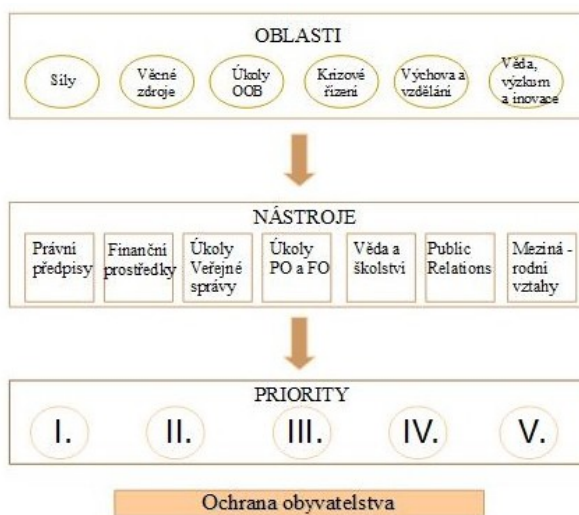 OBLASTI
Síly
Věcné
zdroje
Úkoly
OOB
Krizové
řízení
Výchova a
vzdělání
Věda,
výzkum
a inovace
NÁSTROJE
Právní
předpisy
Finanční
prostředky
Úkoly
Veřejné
správy
Úkoly
PO a FO
Věda a
školství
Public
Relations
Meziná -
rodní
vztahy
PRIORITY
I.
II.
III.
IV.
V.
Ochrana obyvatelstva